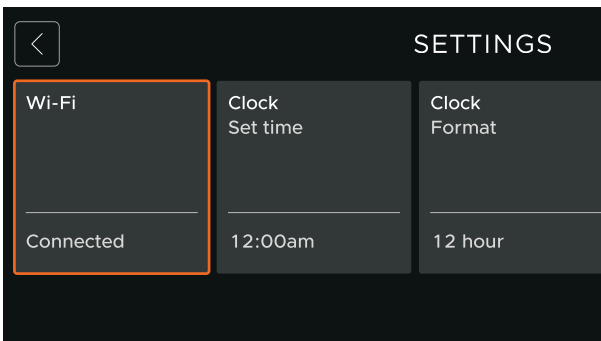 SETTINGS
Wi-Fi
Connected
Clock
Set time
12:00am
Clock
Format
12 hour